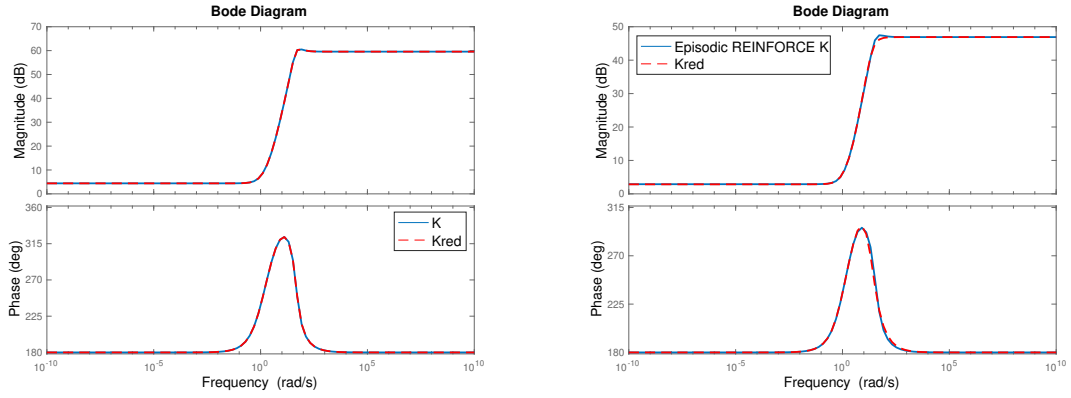 Bode Diagram
Magnitude (dB)
70
60
50
40
30
20
10
0
Phase (deg)
360
315
270
225
180
K
Kred
10^-10
10^-5
10^0
10^5
10^10
Frequency (rad/s)
Bode Diagram
Magnitude (dB)
50
40
30
20
10
0
Episodic REINFORCE K
Kred
Phase (deg)
315
270
225
180
10^-10
10^-5
10^0
10^5
10^10
Frequency (rad/s)